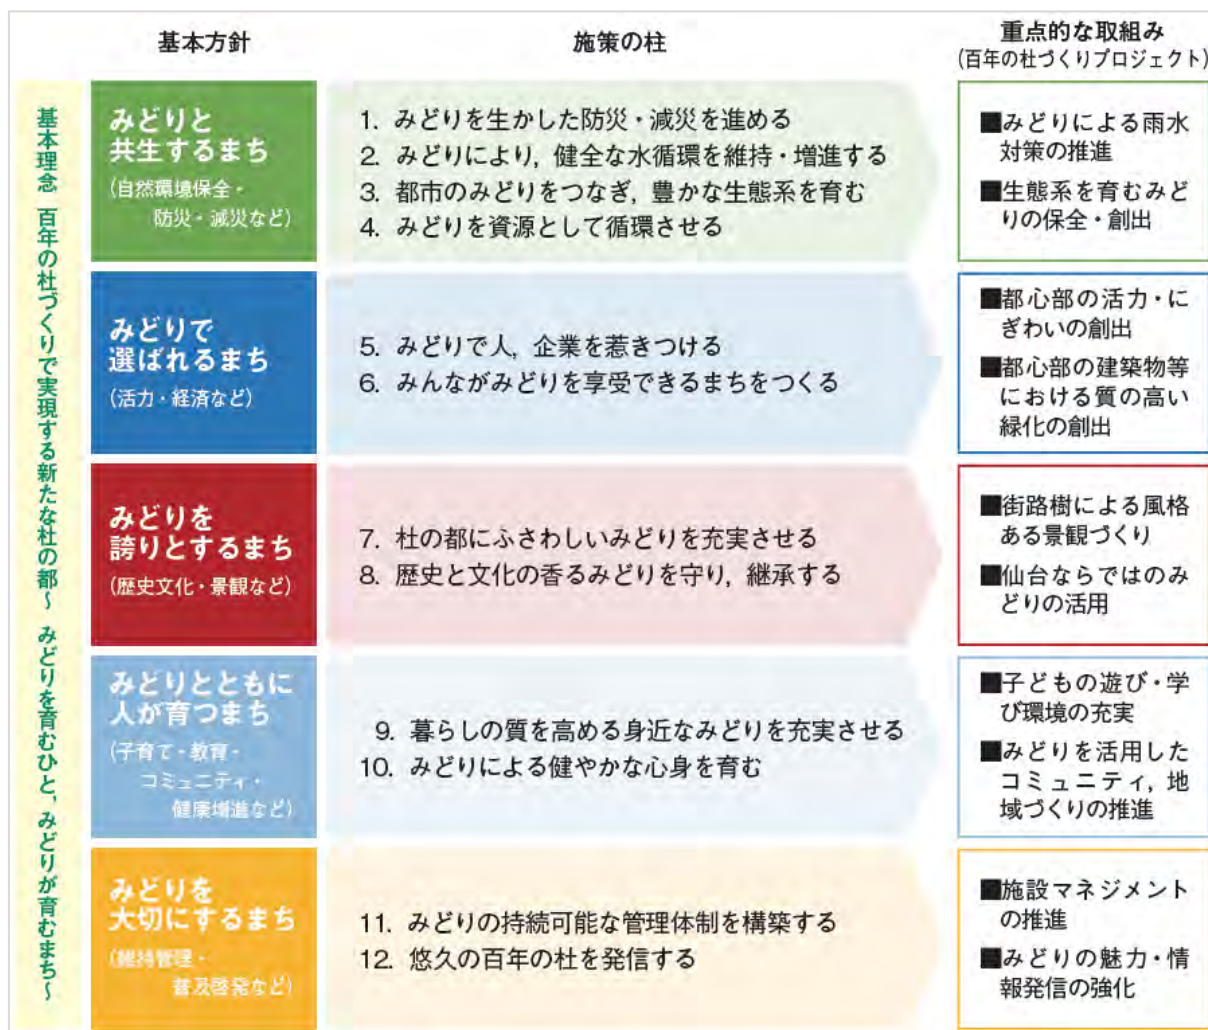 基本方針
施策の柱
重点的な取組み
(百年の杜づくりプロジェクト)
基本理念 百年の杜づくりで実現する新たな杜の都～ みどりを育むひと，みどりが育むまち～
みどりと
共生するまち
(自然環境保全・
防災・減災など)
1. みどりを生かした防災・減災を進める
2. みどりにより，健全な水循環を維持・増進する
3. 都市のみどりをつなぎ，豊かな生態系を育む
4. みどりを資源として循環させる
■みどりによる雨水
対策の推進
■生態系を育むみど
りの保全・創出
みどりで
選ばれるまち
(活力・経済など)
5. みどりで人，企業を惹きつける
6. みんながみどりを享受できるまちをつくる
■都心部の活力・に
ぎわいの創出
■都心部の建築物等
における質の高い
緑化の創出
みどりを
誇りとするまち
(歴史文化・景観など)
7. 杜の都にふさわしいみどりを充実させる
8. 歴史と文化の香るみどりを守り，継承する
■街路樹による風格
ある景観づくり
■仙台ならではのみ
どりの活用
みどりとともに
人が育つまち
(子育て・教育・
コミュニティ・
健康増進など)
9. 暮らしの質を高める身近なみどりを充実させる
10. みどりによる健やかな心身を育む
■子どもの遊び・学
び環境の充実
■みどりを活用した
コミュニティ，地
域づくりの推進
みどりを
大切にするまち
(維持管理・
普及啓発など)
11. みどりの持続可能な管理体制を構築する
12. 悠久の百年の杜を発信する
■施設マネジメント
の推進
■みどりの魅力・情
報発信の強化